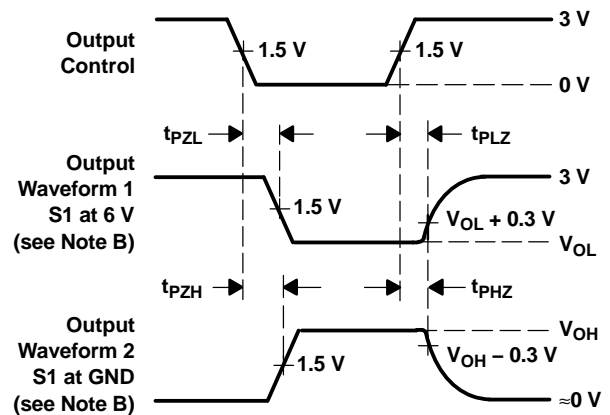 Output
Control
1.5 V
1.5 V
3 V
0 V
tPZL
tPLZ
Output
Waveform 1
S1 at 6 V
(see Note B)
1.5 V
3 V
VOL + 0.3 V
VOL
tPZH
tPHZ
Output
Waveform 2
S1 at GND
(see Note B)
1.5 V
VOH
VOH − 0.3 V
≈0 V